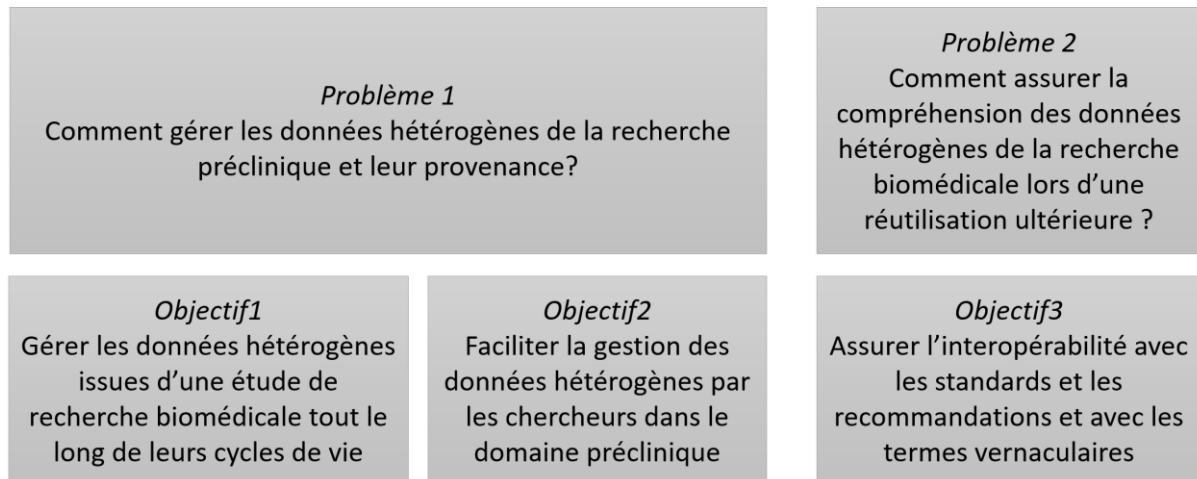 Problème 1
Comment gérer les données hétérogènes de la recherche
préclinique et leur provenance?
Problème 2
Comment assurer la
compréhension des données
hétérogènes de la recherche
biomédicale lors d’une
réutilisation ultérieure ?
Objectif1
Gérer les données hétérogènes
issues d’une étude de
recherche biomédicale tout le
long de leurs cycles de vie
Objectif2
Faciliter la gestion des
données hétérogènes par
les chercheurs dans le
domaine préclinique
Objectif3
Assurer l’interopérabilité avec
les standards et les
recommandations et avec les
termes vernaculaires